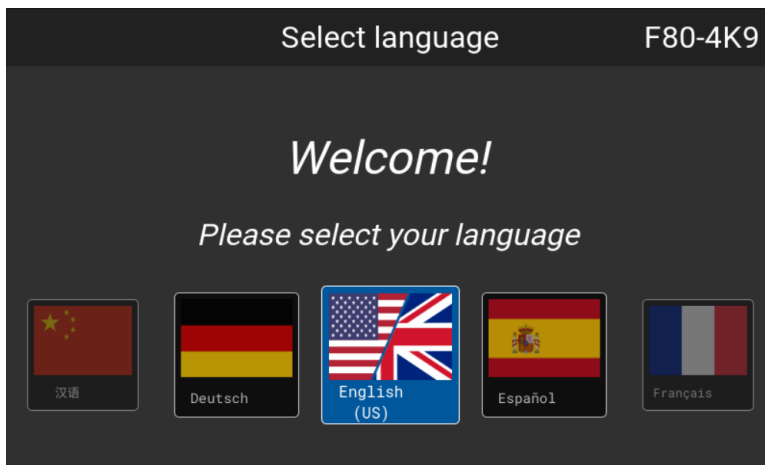 Select language
F80-4K9
Welcome!
Please select your language
汉语
Deutsch
English
(US)
Español
Français